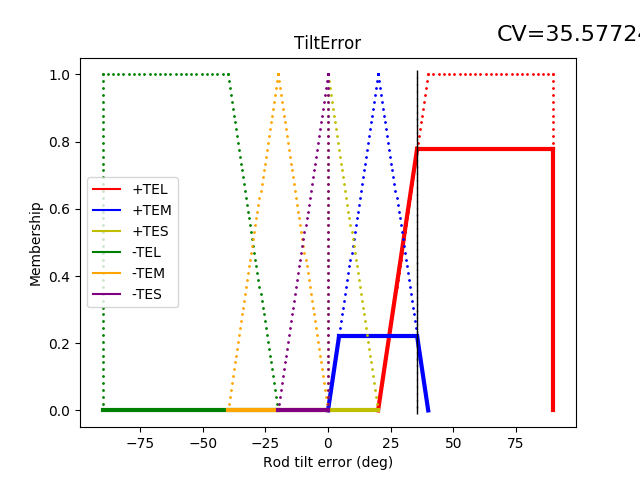 CV=35.57724
TiltError
1.0
0.8
0.6
0.4
0.2
0.0
Membership
+TEL
+TEM
+TES
-TEL
-TEM
-TES
−75
−50
−25
0
25
50
75
Rod tilt error (deg)